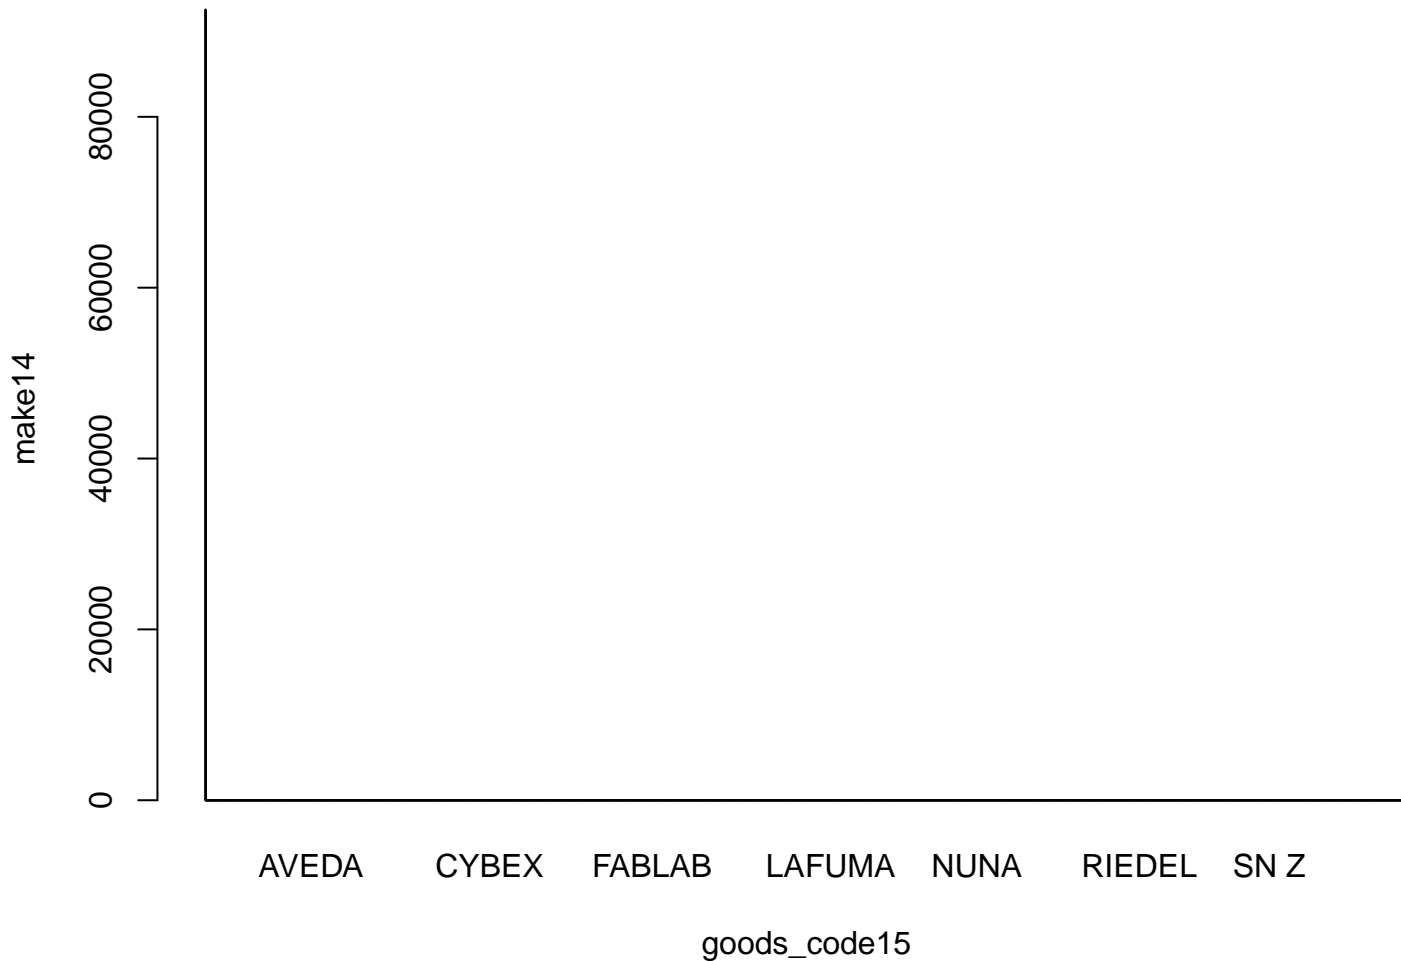 80000
60000
40000
20000
0
make14
AVEDA CYBEX FABLAB LAFUMA NUNA RIEDEL SN Z
goods_code15